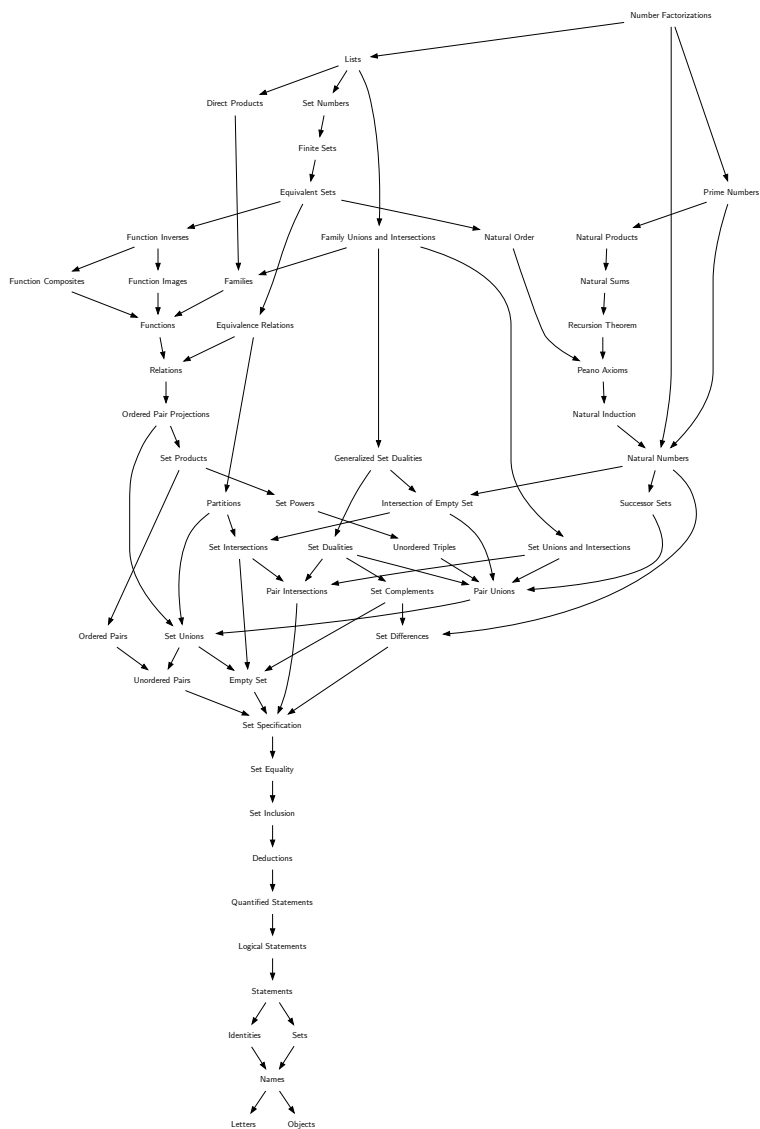 Number Factorizations
Lists
Direct Products
Set Numbers
Finite Sets
Equivalent Sets
Prime Numbers
Function Inverses
Family Unions and Intersections
Natural Order
Natural Products
Function Composites
Function Images
Families
Natural Sums
Functions
Equivalence Relations
Recursion Theorem
Relations
Peano Axioms
Ordered Pair Projections
Natural Induction
Set Products
Generalized Set Dualities
Natural Numbers
Partitions
Set Powers
Intersection of Empty Set
Successor Sets
Set Intersections
Set Dualities
Unordered Triples
Set Unions and Intersections
Pair Intersections
Set Complements
Pair Unions
Ordered Pairs
Set Unions
Set Differences
Unordered Pairs
Empty Set
Set Specification
Set Equality
Set Inclusion
Deductions
Quantified Statements
Logical Statements
Statements
Identities
Sets
Names
Letters
Objects